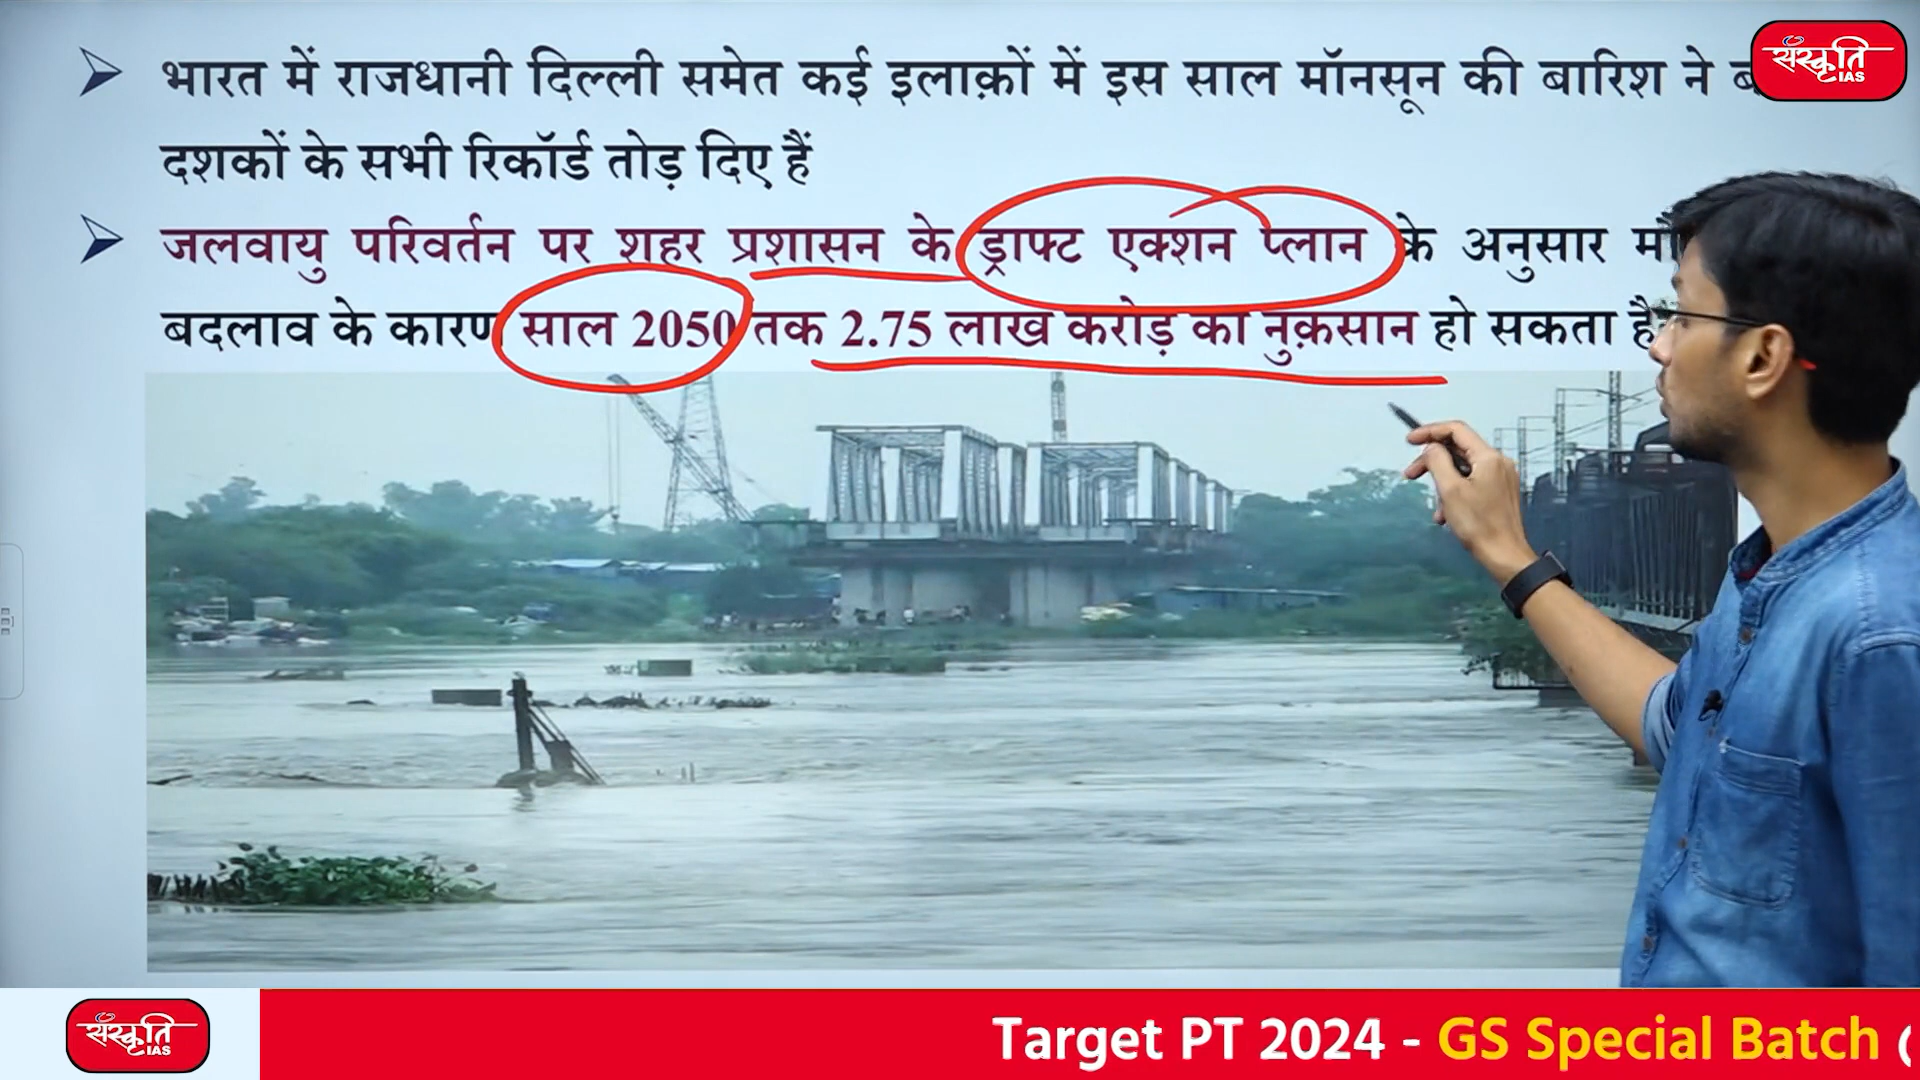 भारत में राजधानी दिल्ली समेत कई इलाक़ों में इस साल मॉनसून की बारिश ने
दशकों के सभी रिकॉर्ड तोड़ दिए हैं
जलवायु परिवर्तन पर शहर प्रशासन के ड्राफ्ट एक्शन प्लान के अनुसार
बदलाव के कारण साल 2050 तक 2.75 लाख करोड़ का नुक़सान हो सकता है
संस्कृति
IAS
संस्कृति
IAS
Target PT 2024 - GS Special Batch (